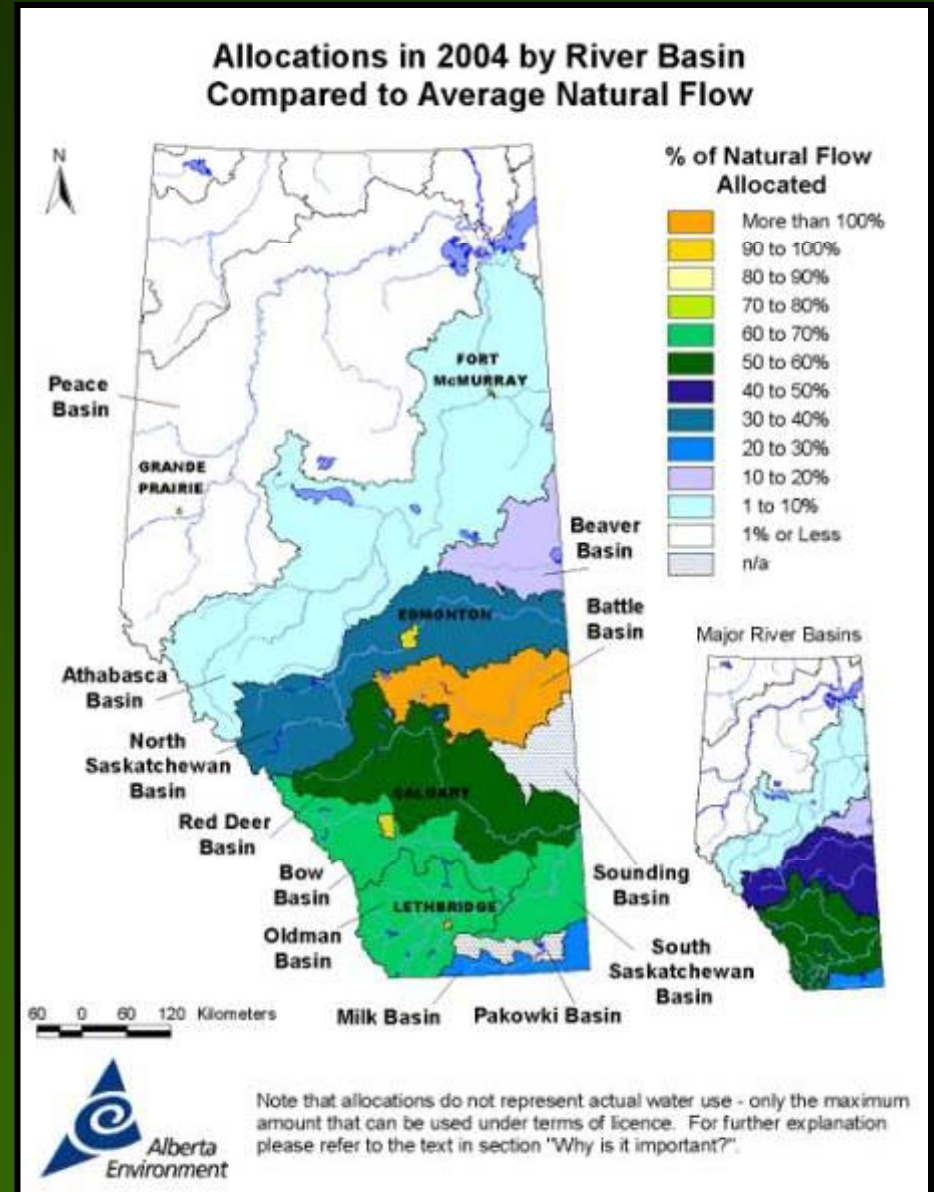 Allocations in 2004 by River Basin
Compared to Average Natural Flow
N
% of Natural Flow
Allocated
More than 100%
90 to 100%
80 to 90%
70 to 80%
60 to 70%
50 to 60%
40 to 50%
30 to 40%
20 to 30%
10 to 20%
1 to 10%
1% or Less
n/a
FORT
McMURRAY
Peace
Basin
GRANDE
PRAIRIE
Beaver
Basin
EDMONTON
Battle
Basin
Major River Basins
Athabasca
Basin
North
Saskatchewan
Basin
CALGARY
Red Deer
Basin
Bow
Basin
Sounding
Basin
LETHBRIDGE
Oldman
Basin
South
Saskatchewan
Basin
Milk Basin
Pakowki Basin
60 0 60 120 Kilometers
Alberta
Environment
Note that allocations do not represent actual water use - only the maximum
amount that can be used under terms of licence. For further explanation
please refer to the text in section "Why is it important?".